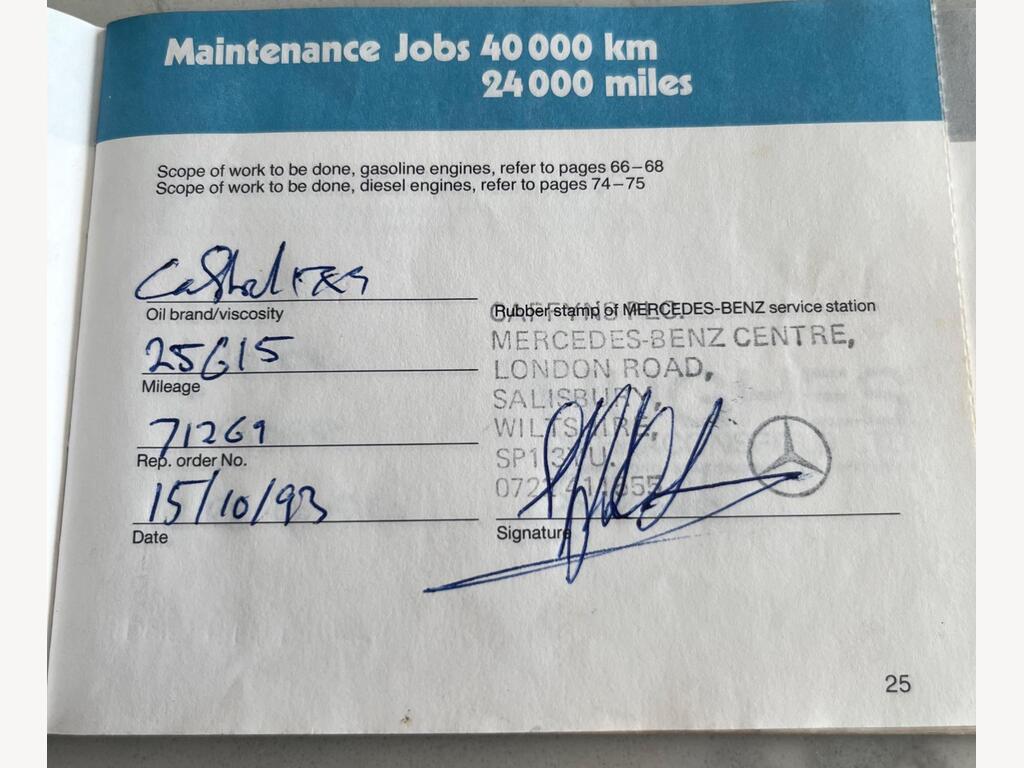 Maintenance Jobs 40 000 km
24 000 miles
Scope of work to be done, gasoline engines, refer to pages 66–68
Scope of work to be done, diesel engines, refer to pages 74–75
Oil brand/viscosity
25615
Mileage
71269
Rep. order No.
15/10/93
Date
Rubber stamp of MERCEDES-BENZ service station
MERCEDES-BENZ CENTRE,
LONDON ROAD,
SALISBURY,
WILTSHIRE,
Signature
25